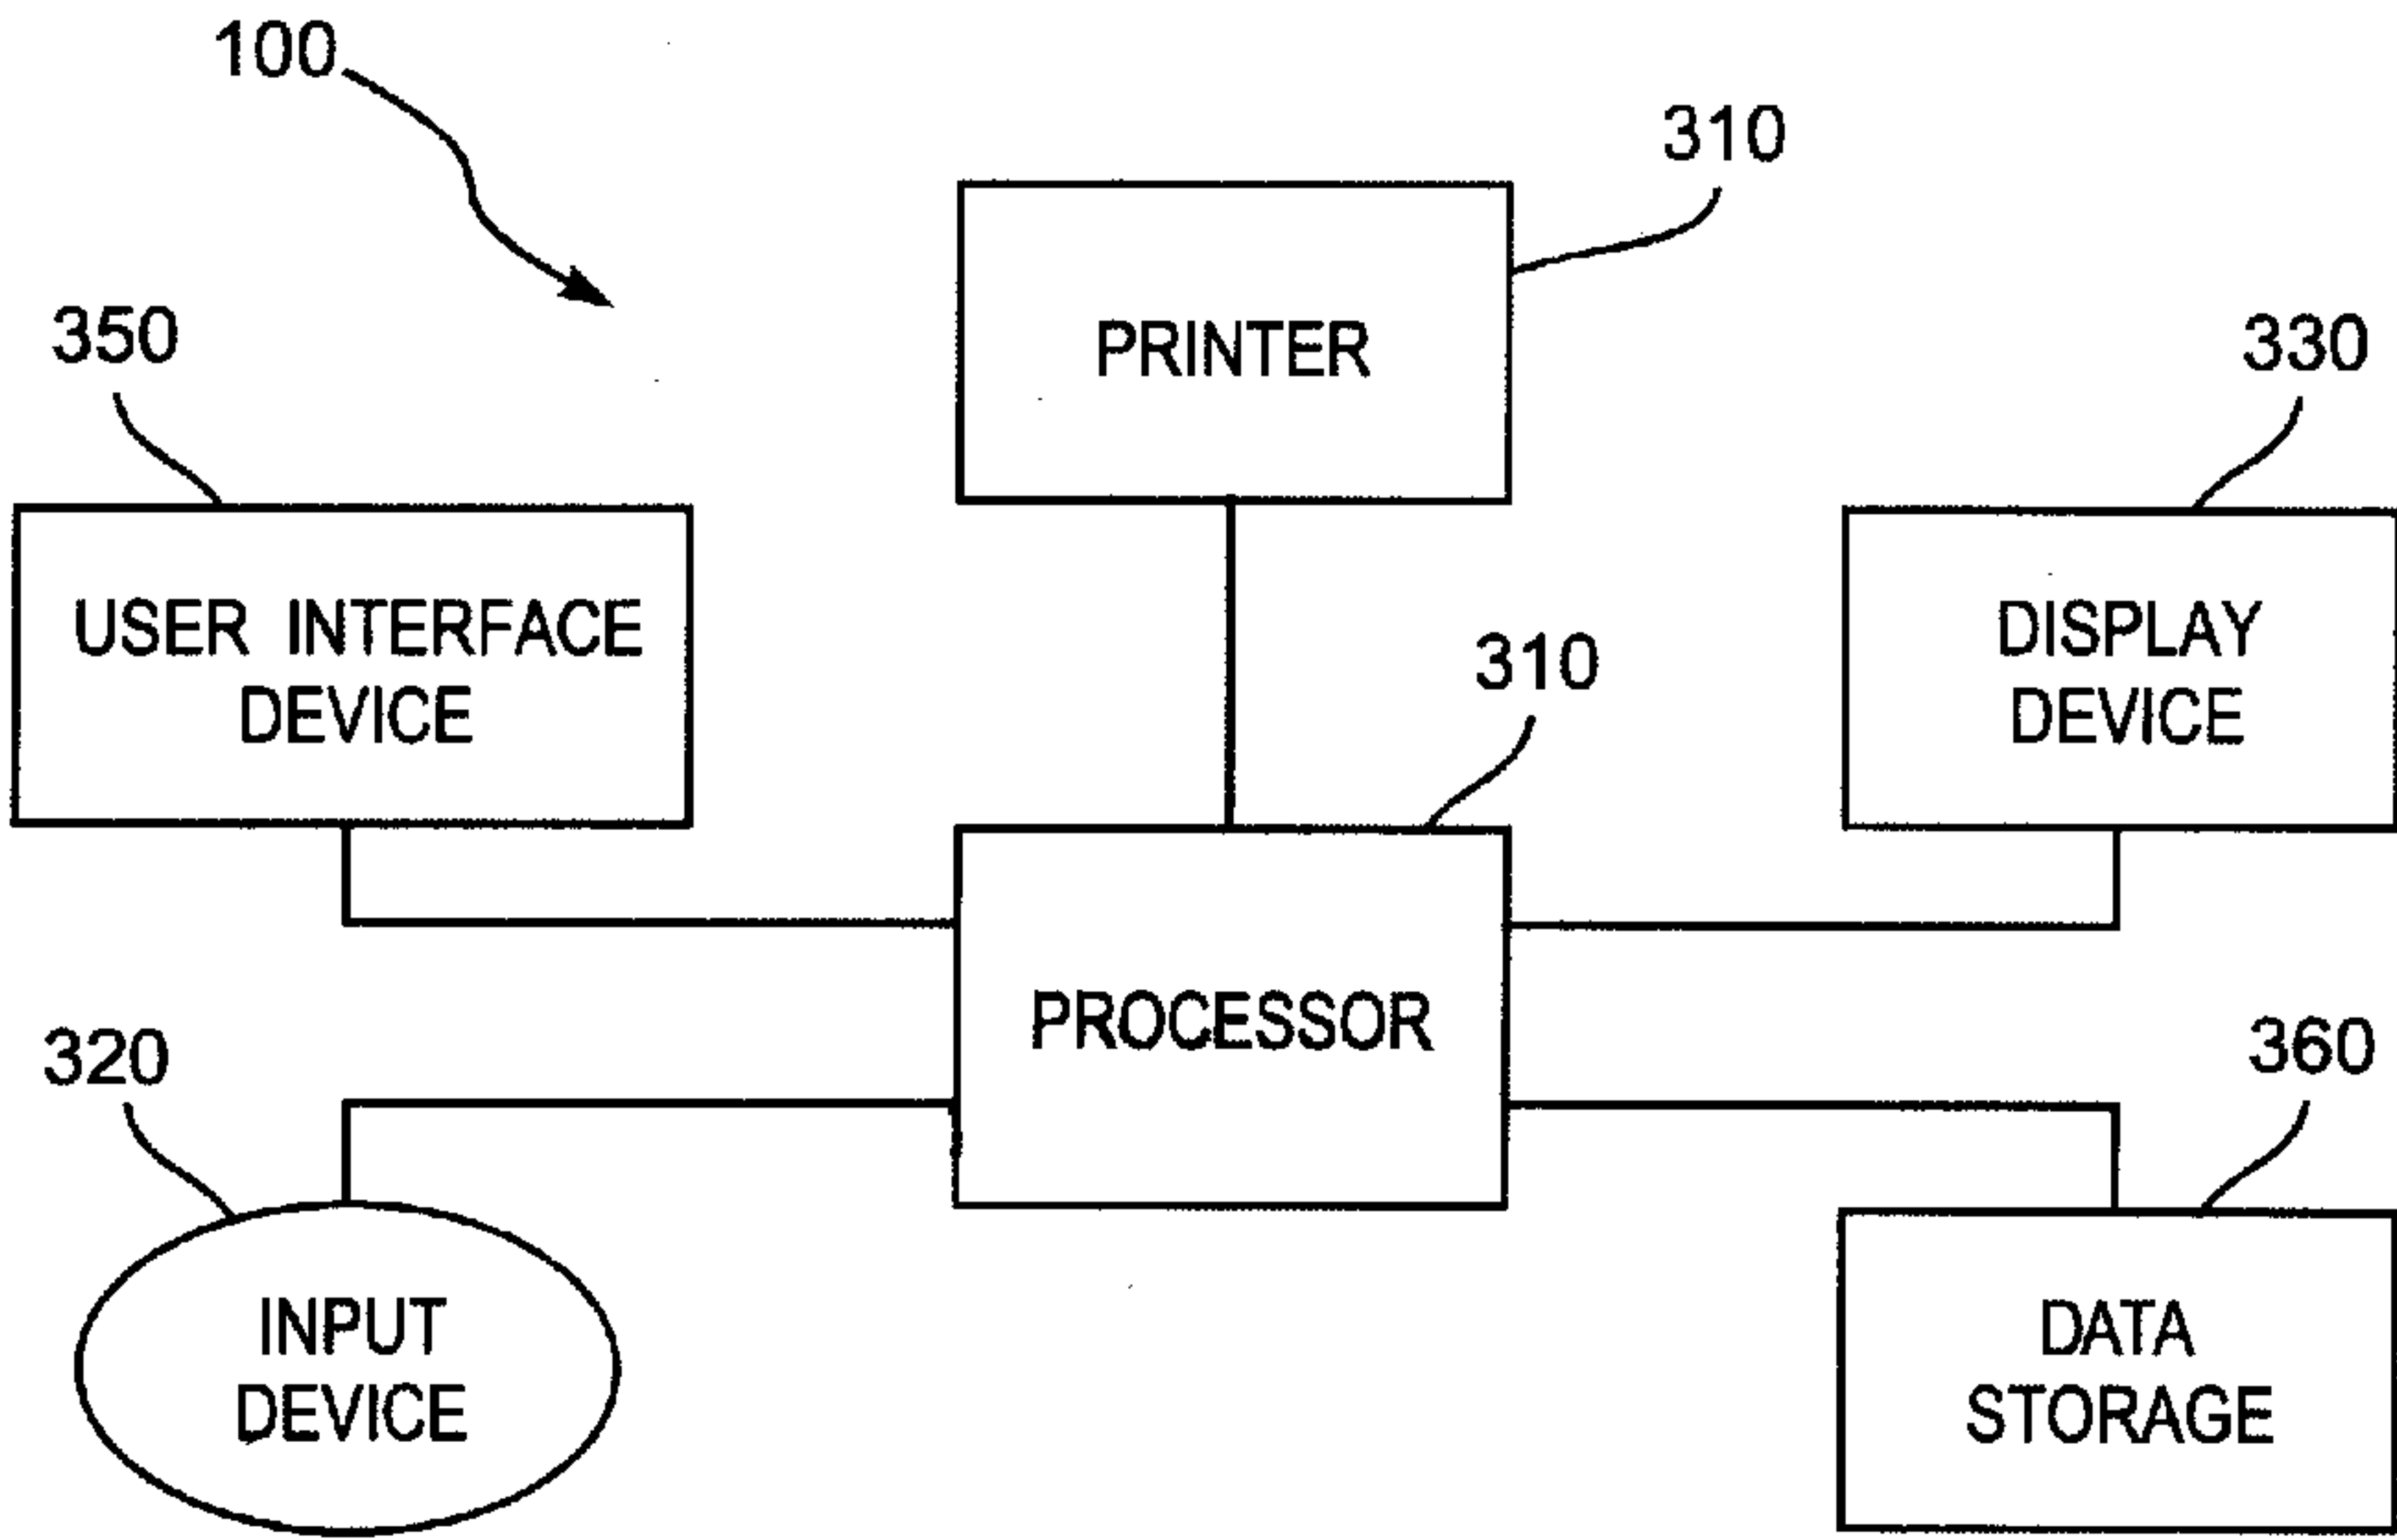 100
310
PRINTER
350
330
USER INTERFACE
DEVICE
310
DISPLAY
DEVICE
PROCESSOR
320
360
INPUT
DEVICE
DATA
STORAGE